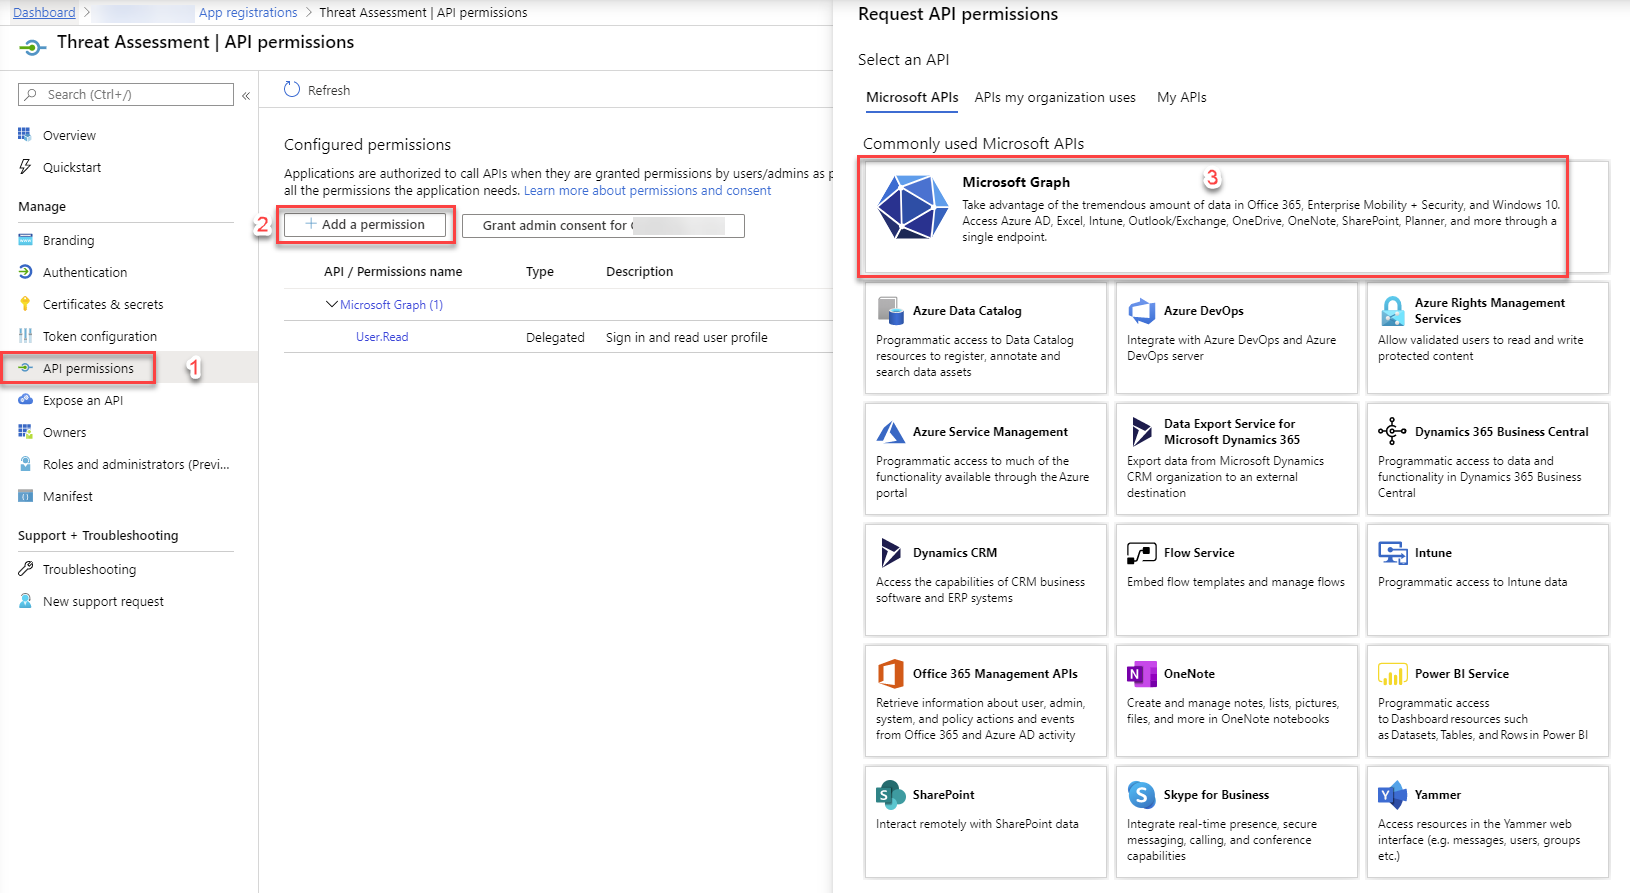 Dashboard > App registrations > Threat Assessment | API permissions
Threat Assessment | API permissions
Search (Ctrl+/)
«
Overview
Quickstart
Manage
Branding
Authentication
Certificates & secrets
Token configuration
API permissions
1
Expose an API
Owners
Roles and administrators (Previ...
Manifest
Support + Troubleshooting
Troubleshooting
New support request
Refresh
Configured permissions
Applications are authorized to call APIs when they are granted permissions by users/admins as p
all the permissions the application needs. Learn more about permissions and consent
2
+ Add a permission
Grant admin consent for
API / Permissions name Type Description
Microsoft Graph (1)
User.Read Delegated Sign in and read user profile
Request API permissions
Select an API
Microsoft APIs APIs my organization uses My APIs
Commonly used Microsoft APIs
Microsoft Graph
3
Take advantage of the tremendous amount of data in Office 365, Enterprise Mobility + Security, and Windows 10.
Access Azure AD, Excel, Intune, Outlook/Exchange, OneDrive, OneNote, SharePoint, Planner, and more through a
single endpoint.
Azure Data Catalog
Programmatic access to Data Catalog
resources to register, annotate and
search data assets
Azure DevOps
Integrate with Azure DevOps and Azure
DevOps server
Azure Rights Management
Services
Allow validated users to read and write
protected content
Azure Service Management
Programmatic access to much of the
functionality available through the Azure
portal
Data Export Service for
Microsoft Dynamics 365
Export data from Microsoft Dynamics
CRM organization to an external
destination
Dynamics 365 Business Central
Programmatic access to data and
functionality in Dynamics 365 Business
Central
Dynamics CRM
Access the capabilities of CRM business
software and ERP systems
Flow Service
Embed flow templates and manage flows
Intune
Programmatic access to Intune data
Office 365 Management APIs
Retrieve information about user, admin,
system, and policy actions and events
from Office 365 and Azure AD activity
N
OneNote
Create and manage notes, lists, pictures,
files, and more in OneNote notebooks
Power BI Service
Programmatic access
to Dashboard resources such
as Datasets, Tables, and Rows in Power BI
S
SharePoint
Interact remotely with SharePoint data
S
Skype for Business
Integrate real-time presence, secure
messaging, calling, and conference
capabilities
Y
Yammer
Access resources in the Yammer web
interface (e.g. messages, users, groups
etc.)